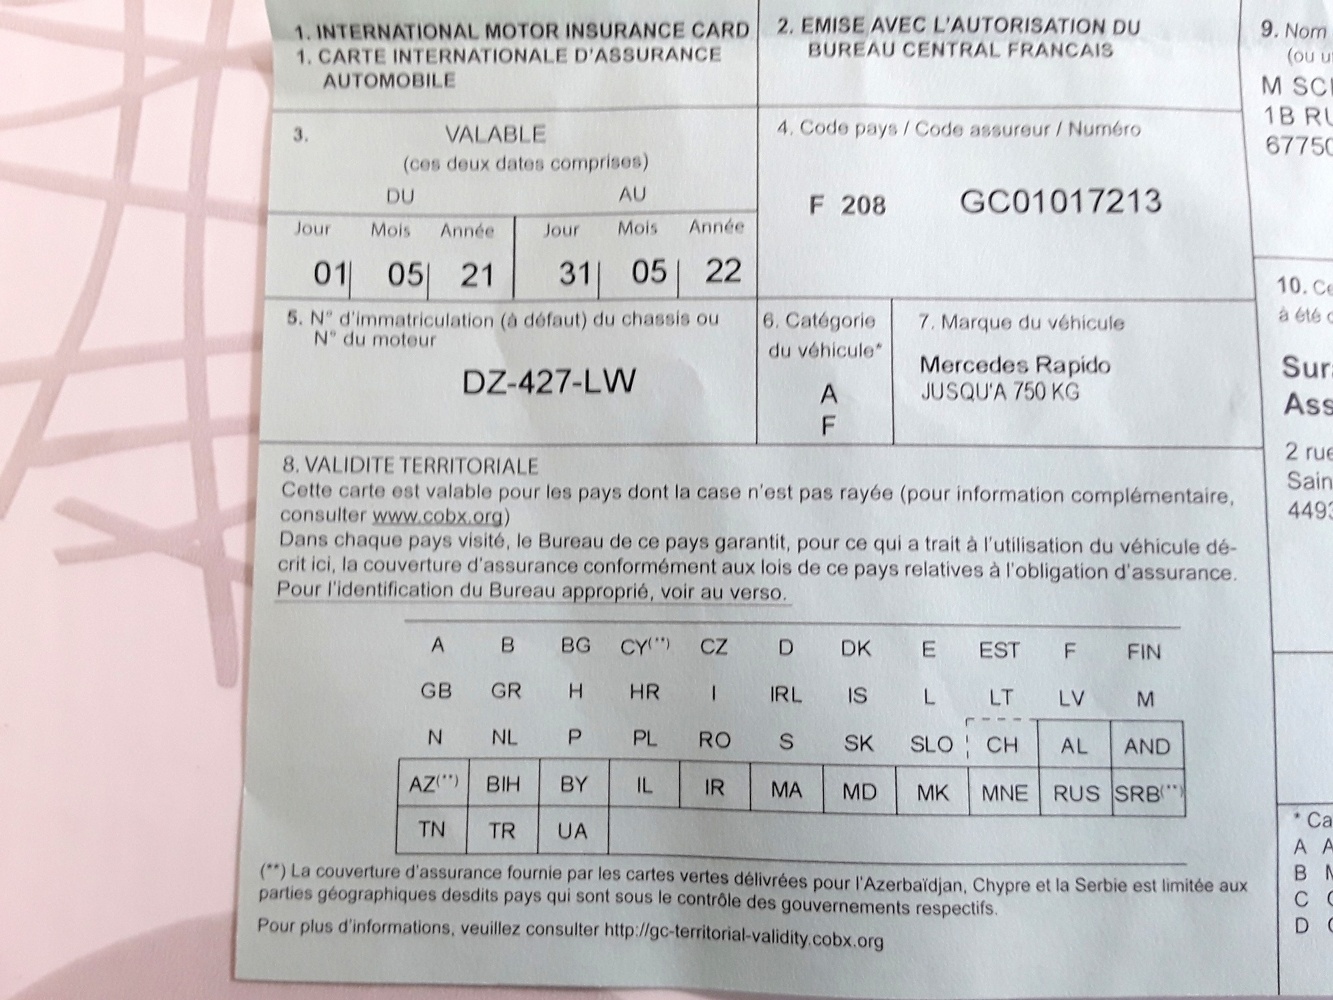 1. INTERNATIONAL MOTOR INSURANCE CARD
1. CARTE INTERNATIONALE D'ASSURANCE
AUTOMOBILE
2. EMISE AVEC L'AUTORISATION DU
BUREAU CENTRAL FRANCAIS
3. VALABLE
(ces deux dates comprises)
DU AU
Jour Mois Année Jour Mois Année
01 05 21 31 05 22
4. Code pays / Code assureur / Numéro
F 208 GC01017213
5. N° d'immatriculation (à défaut) du chassis ou
N° du moteur
DZ-427-LW
6. Catégorie
du véhicule*
A
F
7. Marque du véhicule
Mercedes Rapido
JUSQU'A 750 KG
8. VALIDITE TERRITORIALE
Cette carte est valable pour les pays dont la case n'est pas rayée (pour information complémentaire,
consulter www.cobx.org)
Dans chaque pays visité, le Bureau de ce pays garantit, pour ce qui a trait à l'utilisation du véhicule dé-
crit ici, la couverture d'assurance conformément aux lois de ce pays relatives à l'obligation d'assurance.
Pour l'identification du Bureau approprié, voir au verso.
A B BG CY(**) CZ D DK E EST F FIN
GB GR H HR I IRL IS L LT LV M
N NL P PL RO S SK SLO CH AL AND
AZ(**) BIH BY IL IR MA MD MK MNE RUS SRB(**)
TN TR UA
(**) La couverture d'assurance fournie par les cartes vertes délivrées pour l'Azerbaïdjan, Chypre et la Serbie est limitée aux
parties géographiques desdits pays qui sont sous le contrôle des gouvernements respectifs.
Pour plus d'informations, veuillez consulter http://gc-territorial-validity.cobx.org
9. Nom
(ou
M
1B
6775
10.
à été
2 rue
* 
A A
B
C
D